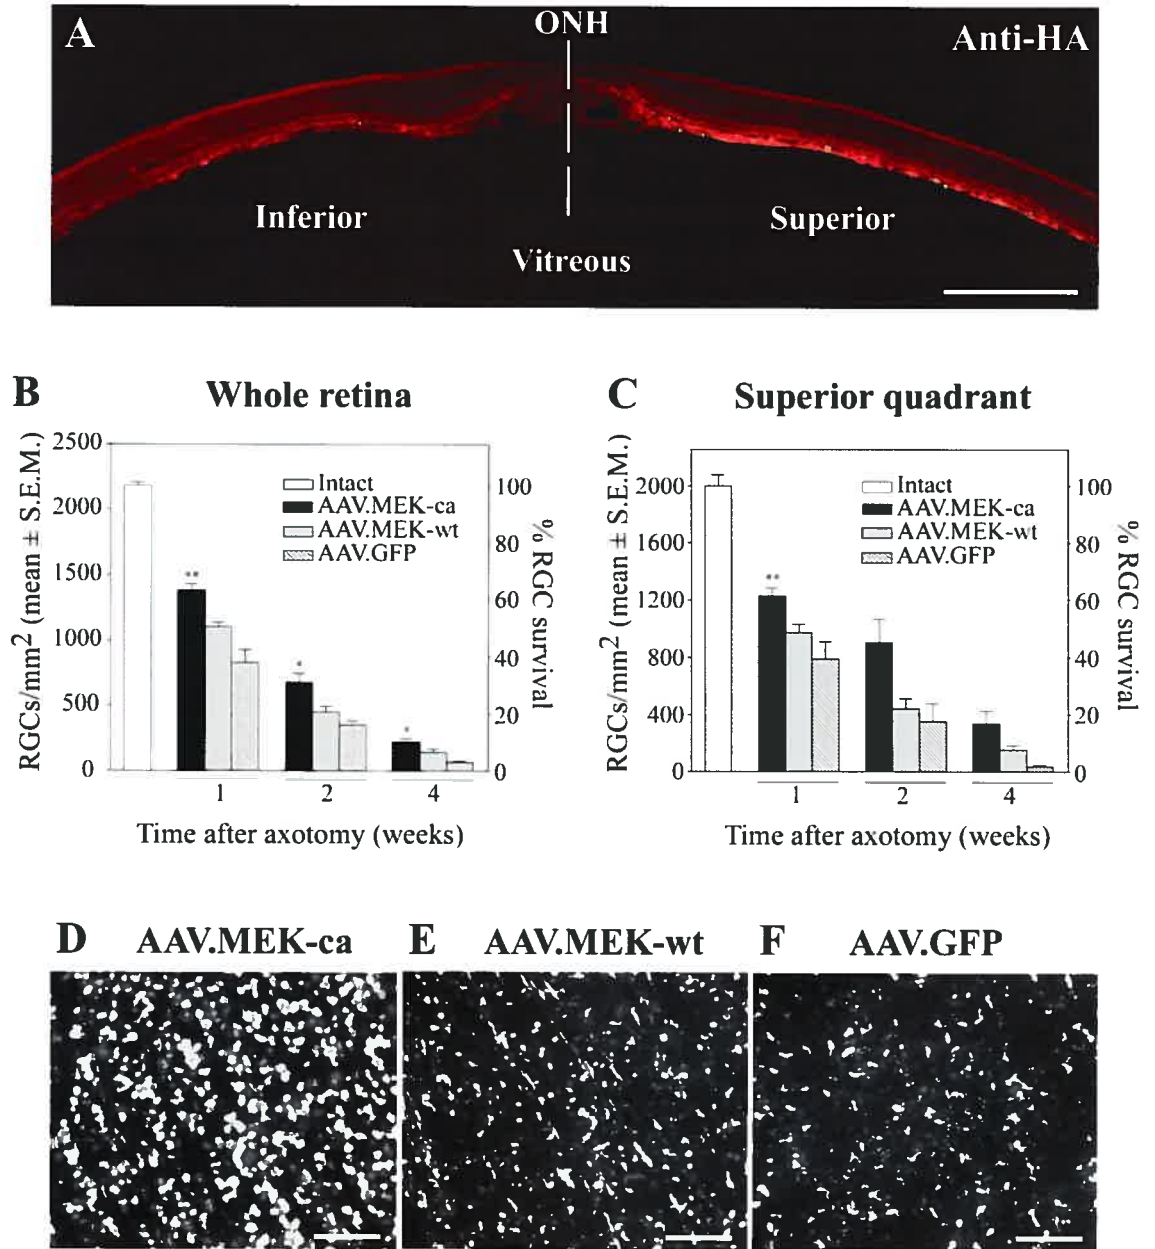 A
ONH
Anti-HA
Inferior
Superior
Vitreous
B Whole retina
RGCs/mm2 (mean ± S.E.M.)
2500
2000
1500
1000
500
0
Intact
AAV.MEK-ca
AAV.MEK-wt
AAV.GFP
**
*
*
100
80
60
40
20
0
% RGC survival
1 2 4
Time after axotomy (weeks)
C Superior quadrant
RGCs/mm2 (mean ± S.E.M.)
2000
1600
1200
800
400
0
Intact
AAV.MEK-ca
AAV.MEK-wt
AAV.GFP
**
100
80
60
40
20
0
% RGC survival
1 2 4
Time after axotomy (weeks)
D AAV.MEK-ca
E AAV.MEK-wt
F AAV.GFP